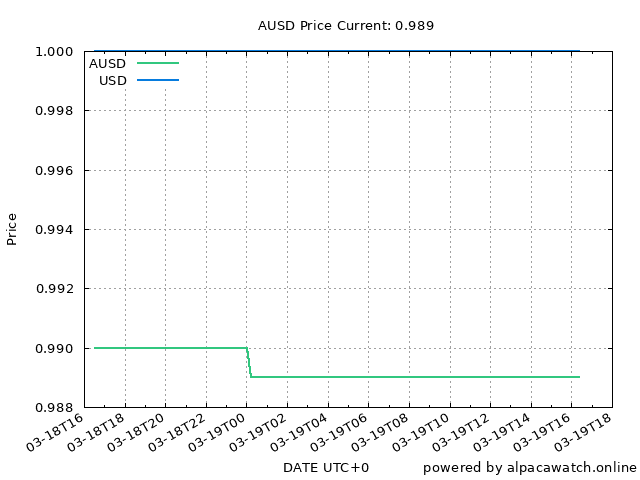 AUSD Price Current: 0.989
1.000
AUSD
USD
0.998
0.996
0.994
Price
0.992
0.990
0.988
03-18T16
03-18T18
03-18T20
03-18T22
03-19T00
03-19T02
03-19T04
03-19T06
03-19T08
03-19T10
03-19T12
03-19T14
03-19T16
03-19T18
DATE UTC+0
powered by alpacawatch.online